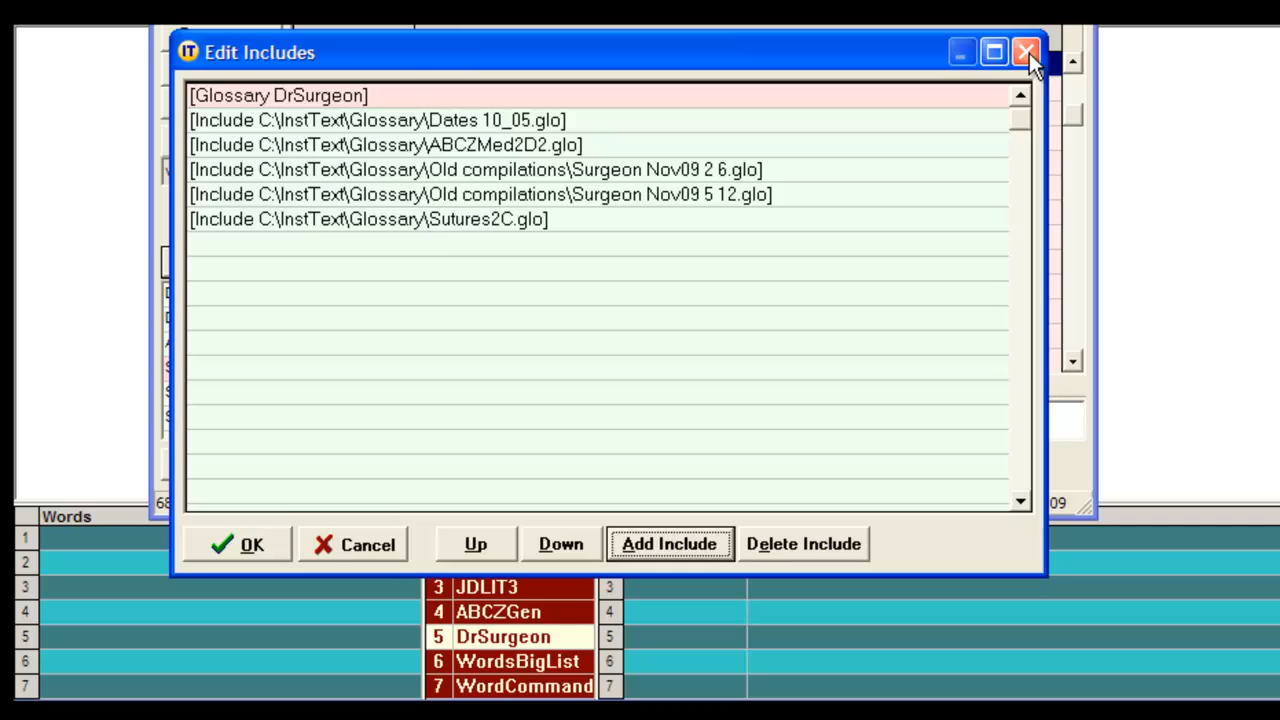 IT Edit Includes
[Glossary DrSurgeon]
[Include C:\InstText\Glossary\Dates 10_05.glo]
[Include C:\InstText\Glossary\ABCZMed2D2.glo]
[Include C:\InstText\Glossary\Old compilations\Surgeon Nov09 2 6.glo]
[Include C:\InstText\Glossary\Old compilations\Surgeon Nov09 5 12.glo]
[Include C:\InstText\Glossary\Sutures2C.glo]
OK Cancel Up Down Add Include Delete Include
68 09
Words
1
2
3 3 JDLIT3 3
4 4 ABCZGen 4
5 5 DrSurgeon 5
6 6 WordsBigList 6
7 7 WordCommand 7